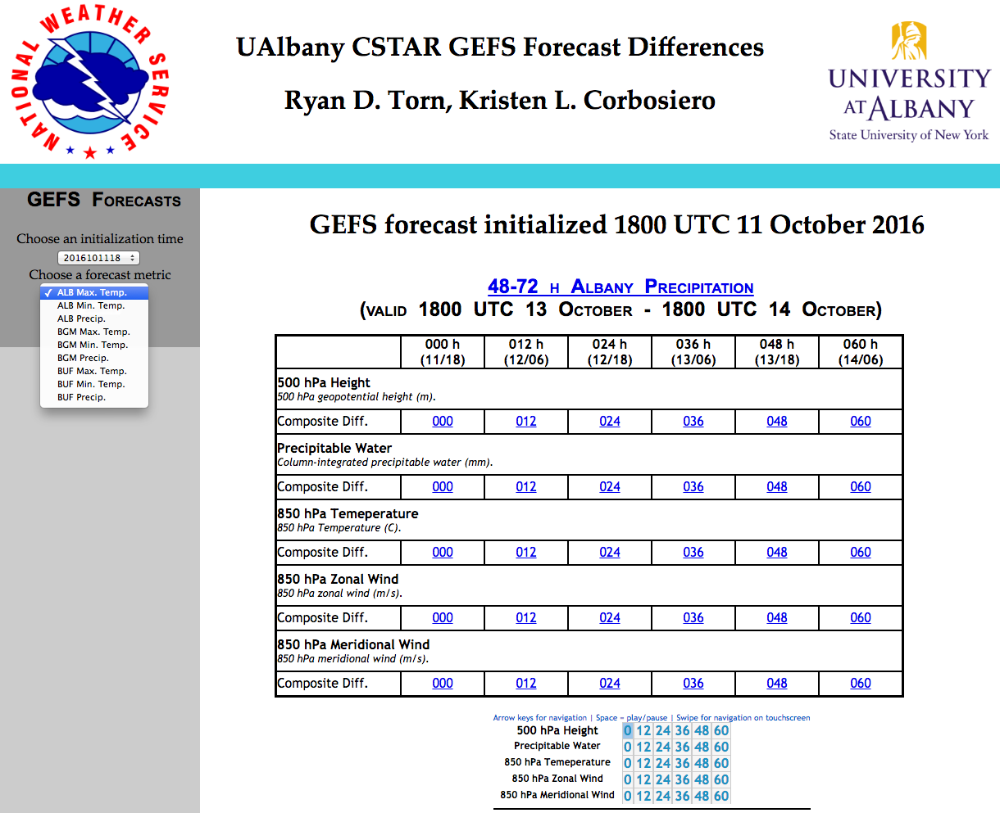 NATIONAL WEATHER SERVICE
UAlbany CSTAR GEFS Forecast Differences
Ryan D. Torn, Kristen L. Corbosiero
UNIVERSITY
AT ALBANY
State University of New York
GEFS Forecasts
Choose an initialization time
2016101118
Choose a forecast metric
✓ ALB Max. Temp.
ALB Min. Temp.
ALB Precip.
BGM Max. Temp.
BGM Min. Temp.
BGM Precip.
BUF Max. Temp.
BUF Min. Temp.
BUF Precip.
GEFS forecast initialized 1800 UTC 11 October 2016
48-72 h Albany Precipitation
(valid 1800 UTC 13 October - 1800 UTC 14 October)
000 h 012 h 024 h 036 h 048 h 060 h
(11/18) (12/06) (12/18) (13/06) (13/18) (14/06)
500 hPa Height
500 hPa geopotential height (m).
Composite Diff. 000 012 024 036 048 060
Precipitable Water
Column-integrated precipitable water (mm).
Composite Diff. 000 012 024 036 048 060
850 hPa Temeperature
850 hPa Temperature (C).
Composite Diff. 000 012 024 036 048 060
850 hPa Zonal Wind
850 hPa zonal wind (m/s).
Composite Diff. 000 012 024 036 048 060
850 hPa Meridional Wind
850 hPa meridional wind (m/s).
Composite Diff. 000 012 024 036 048 060
Arrow keys for navigation | Space = play/pause | Swipe for navigation on touchscreen
500 hPa Height 0 12 24 36 48 60
Precipitable Water 0 12 24 36 48 60
850 hPa Temeperature 0 12 24 36 48 60
850 hPa Zonal Wind 0 12 24 36 48 60
850 hPa Meridional Wind 0 12 24 36 48 60